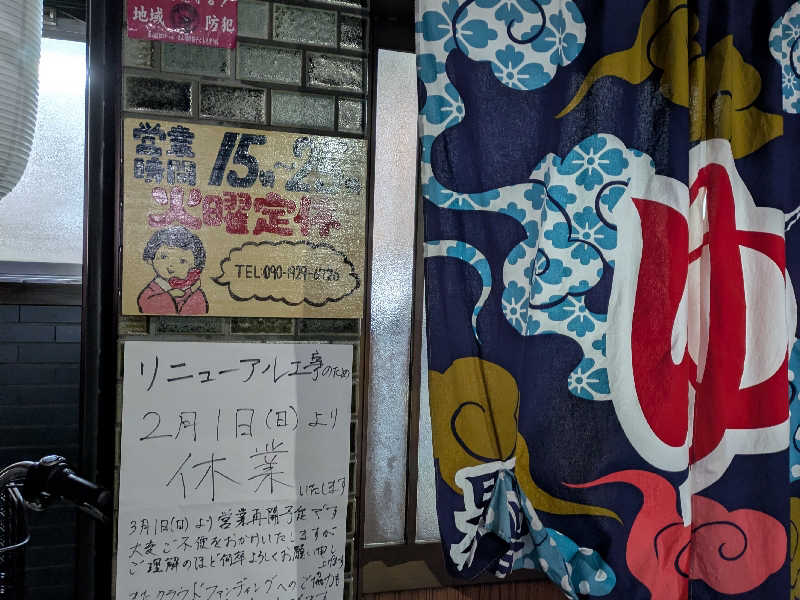 地域 防犯
営業
時間 15時~2
火曜定休
TEL:090-1929-6726
リニューアル工事のため
2月1日(日)より
休業
いたします
3月1日(日)より営業再開予定です
大変ご不便をおかけいたしますが
ご理解のほど何卒よろしくお願い申し
上げます
クラウドファンディングへのご協力も
ゆ